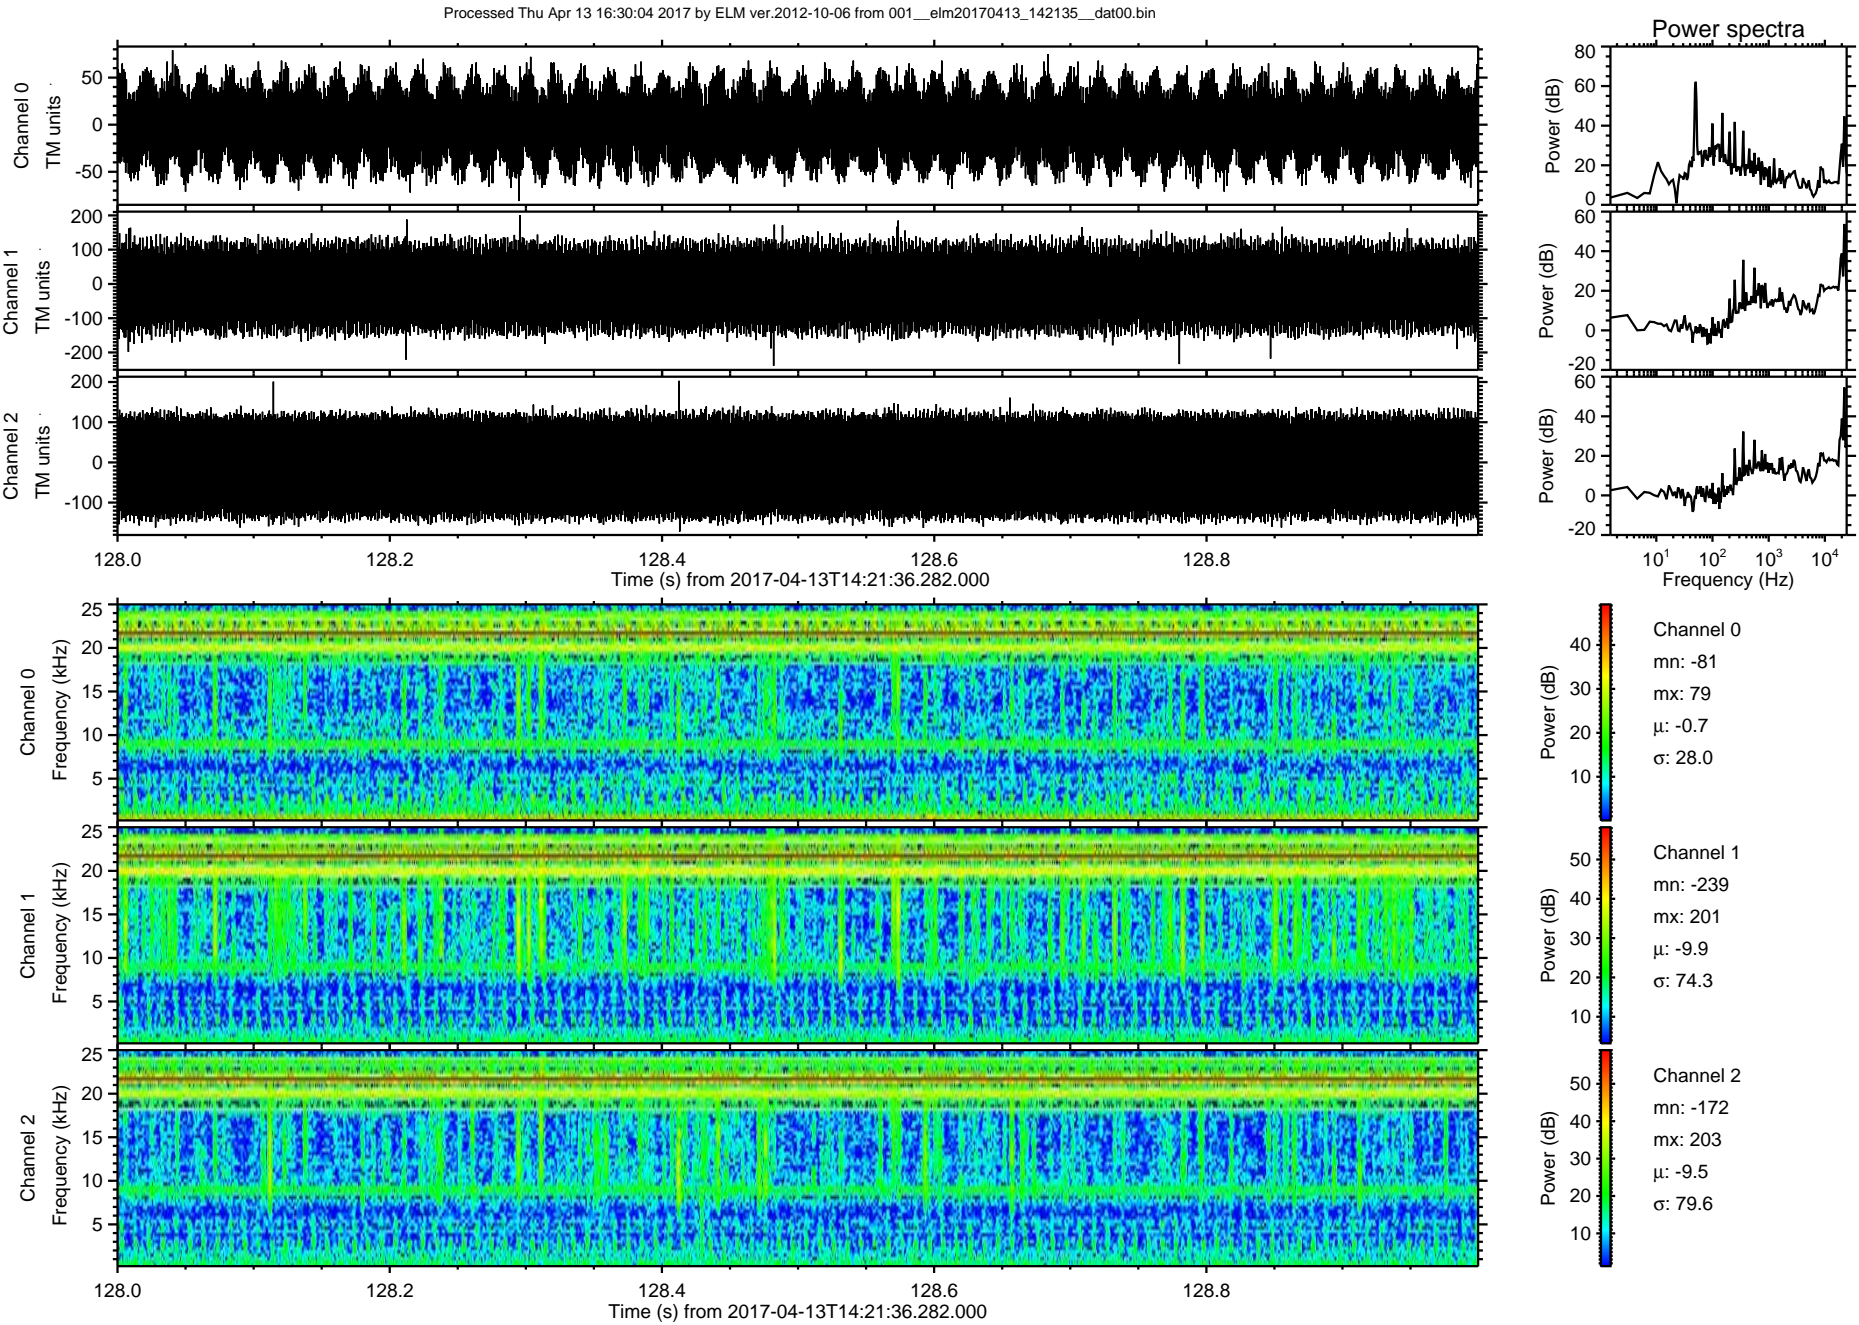 Processed Thu Apr 13 16:30:04 2017 by ELM ver.2012-10-06 from 001__elm20170413_142135__dat00.bin
Power spectra
Channel 0
TM units
50
0
-50
Power (dB)
80
60
40
20
0
Channel 1
TM units
200
100
0
-100
-200
Power (dB)
60
40
20
0
-20
Channel 2
TM units
200
100
0
-100
Power (dB)
60
40
20
0
-20
128.0 128.2 128.4 128.6 128.8
Time (s) from 2017-04-13T14:21:36.282.000
10^1 10^2 10^3 10^4
Frequency (Hz)
Channel 0
Frequency (kHz)
25
20
15
10
5
Power (dB)
40
30
20
10
Channel 0
mn: -81
mx: 79
μ: -0.7
σ: 28.0
Channel 1
Frequency (kHz)
25
20
15
10
5
Power (dB)
50
40
30
20
10
Channel 1
mn: -239
mx: 201
μ: -9.9
σ: 74.3
Channel 2
Frequency (kHz)
25
20
15
10
5
Power (dB)
50
40
30
20
10
Channel 2
mn: -172
mx: 203
μ: -9.5
σ: 79.6
128.0 128.2 128.4 128.6 128.8
Time (s) from 2017-04-13T14:21:36.282.000